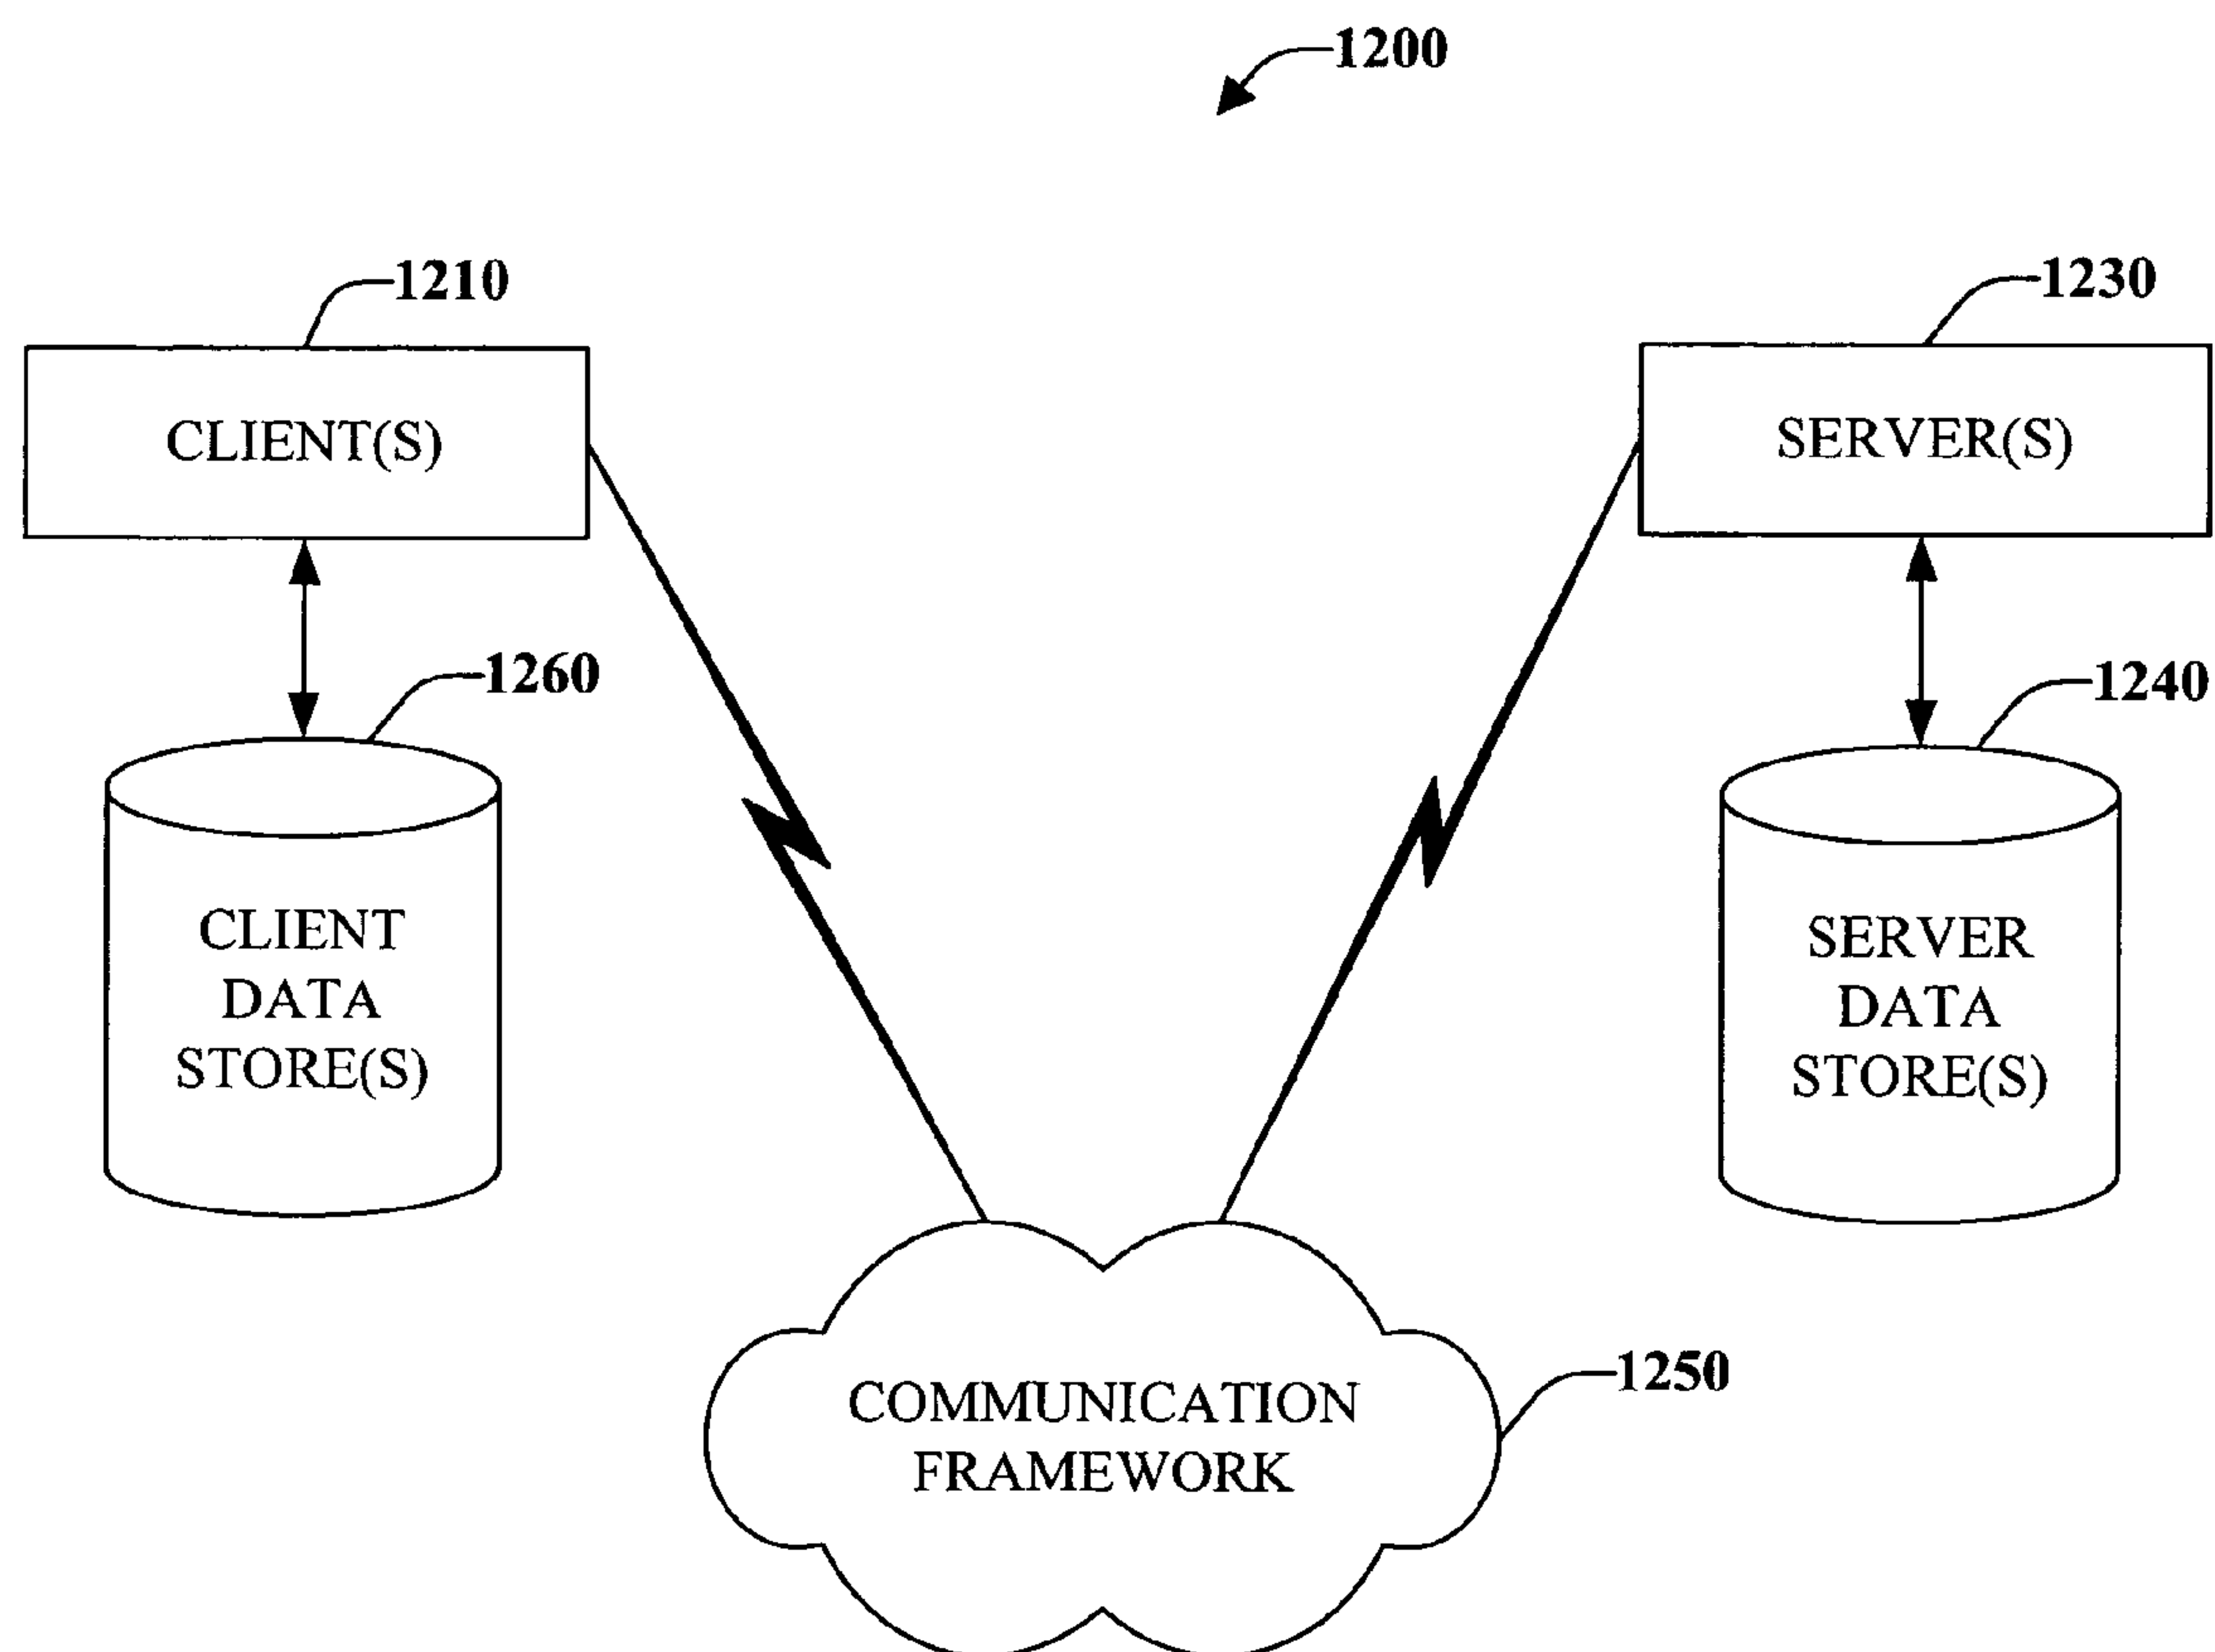 1200
1210
1230
CLIENT(S)
SERVER(S)
1260
1240
CLIENT
DATA
STORE(S)
SERVER
DATA
STORE(S)
1250
COMMUNICATION
FRAMEWORK